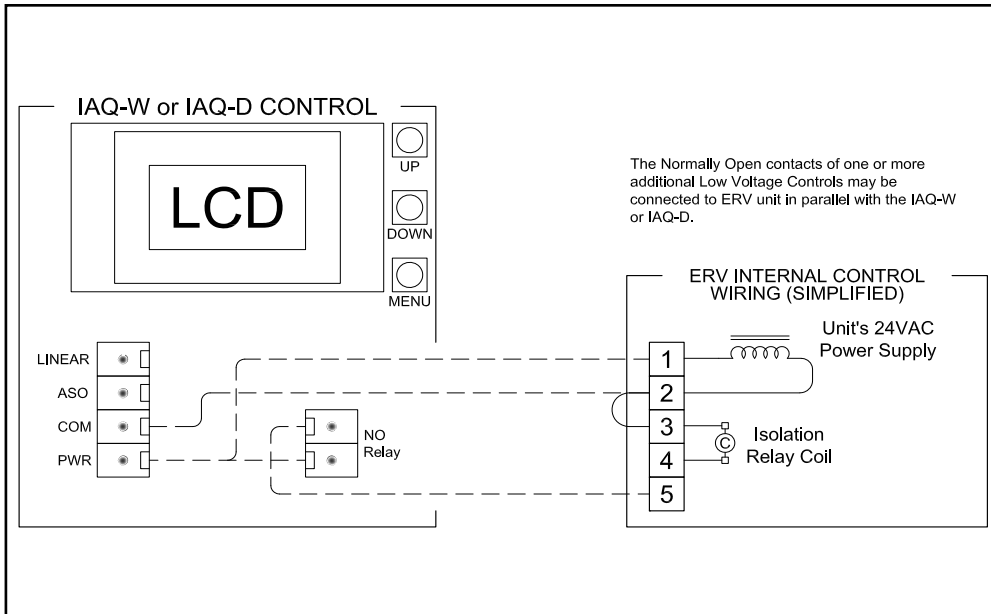 IAQ-W or IAQ-D CONTROL
LCD
UP
DOWN
MENU
The Normally Open contacts of one or more
additional Low Voltage Controls may be
connected to ERV unit in parallel with the IAQ-W
or IAQ-D.
LINEAR
ASO
COM
PWR
NO
Relay
ERV INTERNAL CONTROL
WIRING (SIMPLIFIED)
Unit's 24VAC
Power Supply
1
2
3
4
5
C
Isolation
Relay Coil